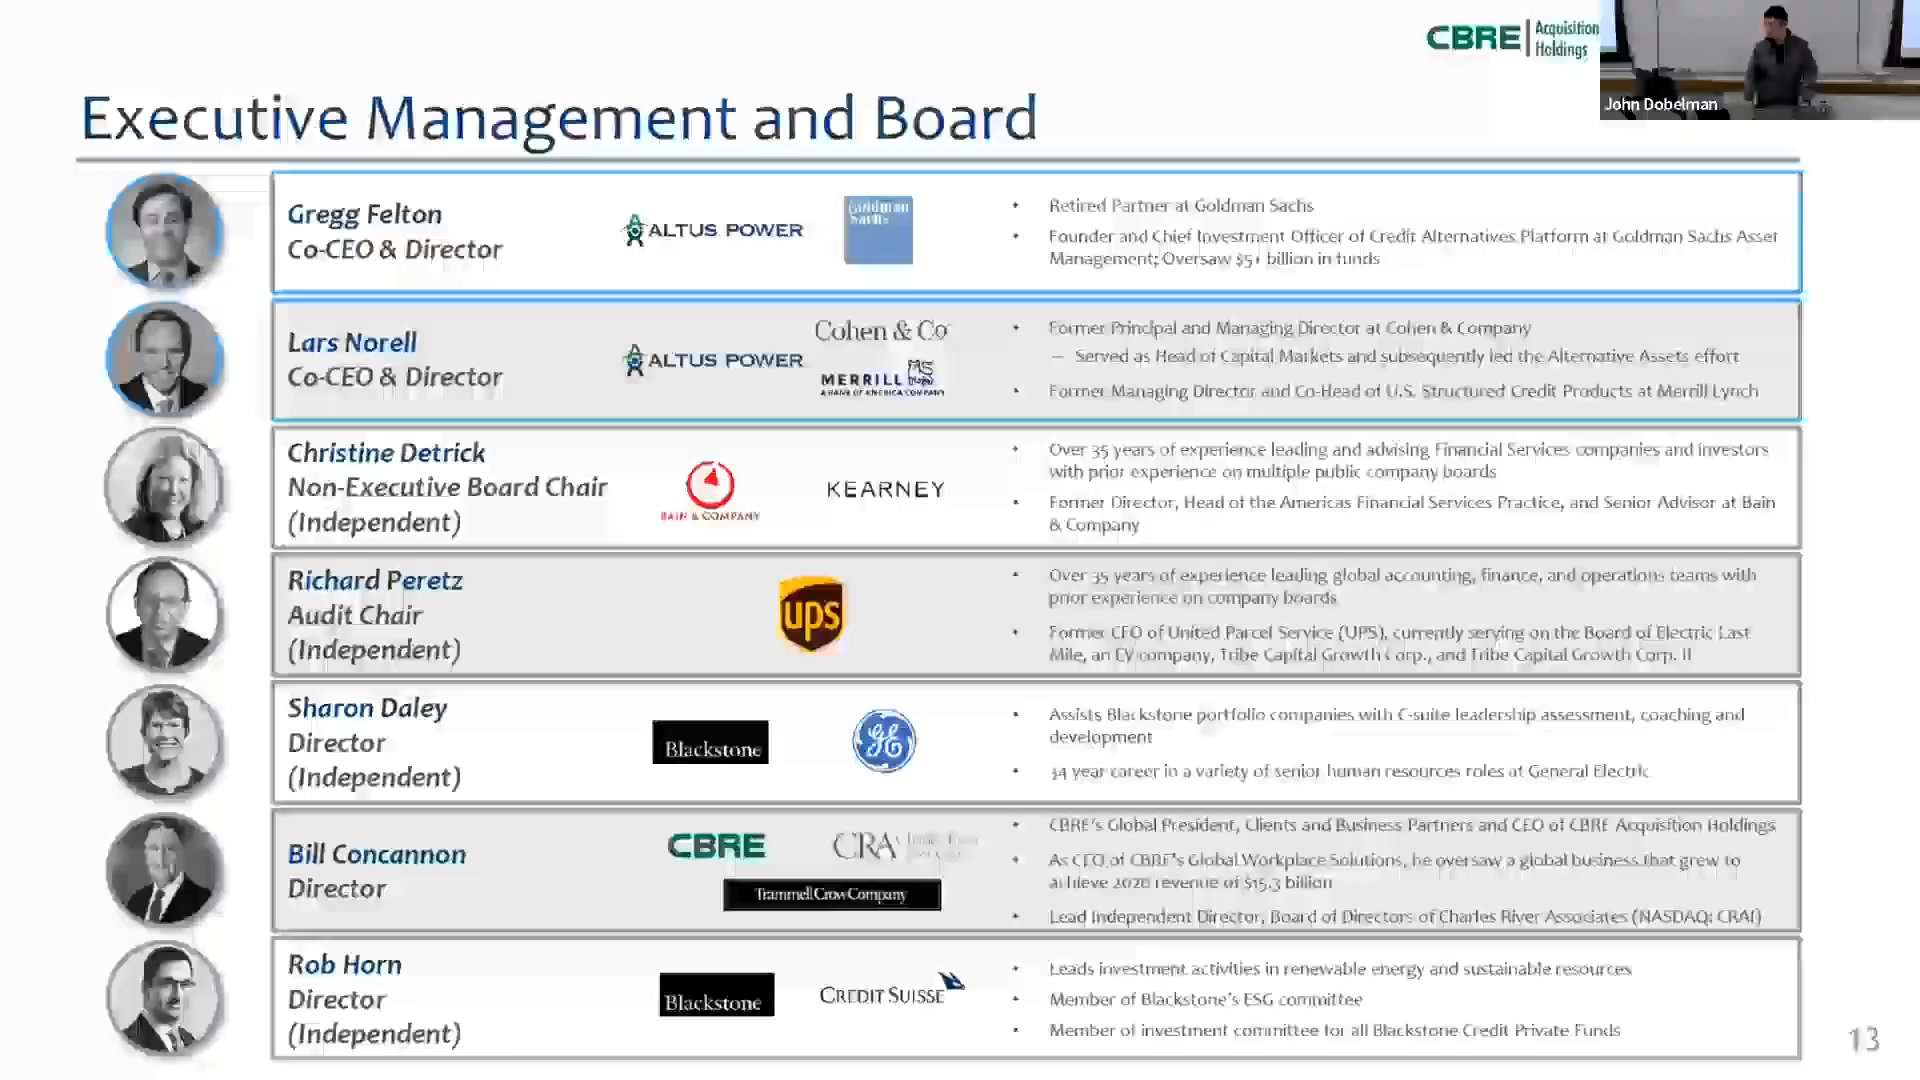 CBRE Acquisition
Holdings
John Dobelman
Executive Management and Board
Gregg Felton
Co-CEO & Director
ALTUS POWER
Goldman
Sachs
• Retired Partner at Goldman Sachs
• Founder and Chief Investment Officer of Credit Alternatives Platform at Goldman Sachs Asset
Management; Oversaw $5+ billion in funds
Lars Norell
Co-CEO & Director
ALTUS POWER
Cohen & Co
MERRILL
A BANK OF AMERICA COMPANY
• Former Principal and Managing Director at Cohen & Company
– Served as Head of Capital Markets and subsequently led the Alternative Assets effort
• Former Managing Director and Co-Head of U.S. Structured Credit Products at Merrill Lynch
Christine Detrick
Non-Executive Board Chair
(Independent)
BAIN & COMPANY
KEARNEY
• Over 35 years of experience leading and advising Financial Services companies and investors
with prior experience on multiple public company boards
• Former Director, Head of the Americas Financial Services Practice, and Senior Advisor at Bain
& Company
Richard Peretz
Audit Chair
(Independent)
ups
• Over 35 years of experience leading global accounting, finance, and operations teams with
prior experience on company boards
• Former CFO of United Parcel Service (UPS), currently serving on the Board of Electric Last
Mile, an EV company, Tribe Capital Growth Corp., and Tribe Capital Growth Corp. II
Sharon Daley
Director
(Independent)
Blackstone
GE
• Assists Blackstone portfolio companies with C-suite leadership assessment, coaching and
development
• 34 year career in a variety of senior human resources roles at General Electric
Bill Concannon
Director
CBRE
CRA
TrammellCrowCompany
• CBRE's Global President, Clients and Business Partners and CEO of CBRE Acquisition Holdings
• As CEO of CBRE's Global Workplace Solutions, he oversaw a global business that grew to
achieve 2020 revenue of $15.3 billion
• Lead Independent Director, Board of Directors of Charles River Associates (NASDAQ: CRAI)
Rob Horn
Director
(Independent)
Blackstone
CREDIT SUISSE
• Leads investment activities in renewable energy and sustainable resources
• Member of Blackstone's ESG committee
• Member of investment committee for all Blackstone Credit Private Funds
13